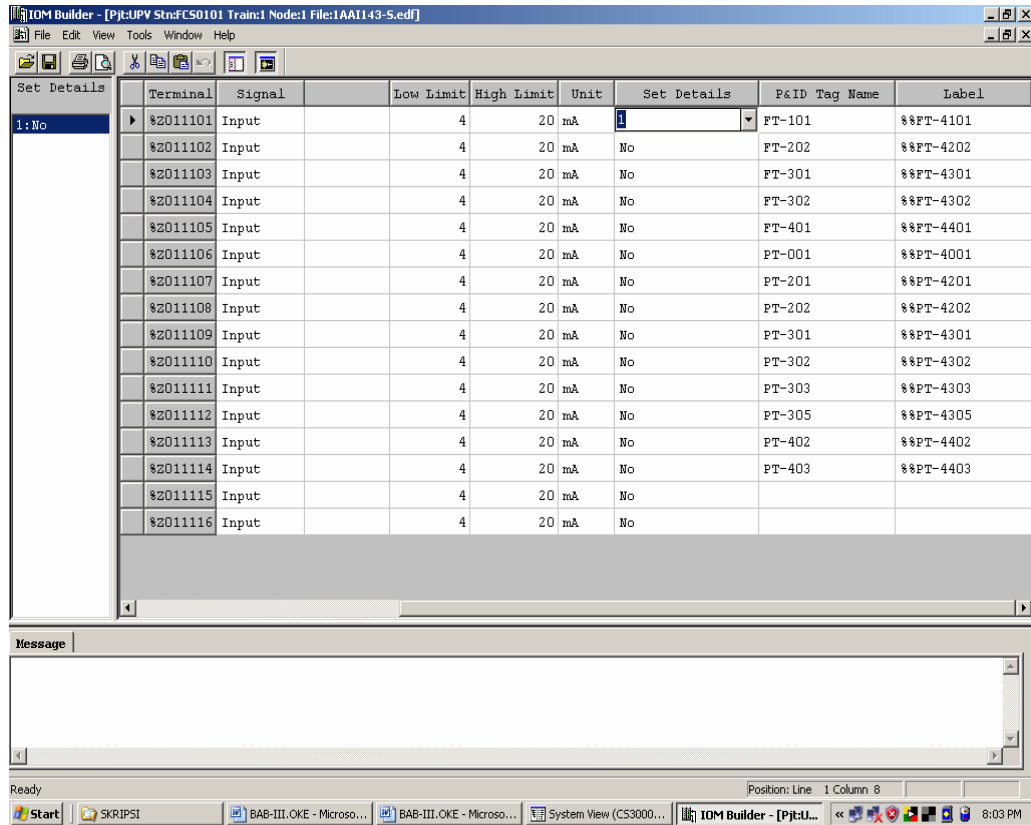 IOM Builder - [Pjt:UPV Stn:FCS0101 Train:1 Node:1 File:1AAI143-S.edf]
File Edit View Tools Window Help
Set Details
1:No
Terminal Signal Low Limit High Limit Unit Set Details P&ID Tag Name Label
%Z011101 Input 4 20 mA 1 FT-101 %%FT-4101
%Z011102 Input 4 20 mA No FT-202 %%FT-4202
%Z011103 Input 4 20 mA No FT-301 %%FT-4301
%Z011104 Input 4 20 mA No FT-302 %%FT-4302
%Z011105 Input 4 20 mA No FT-401 %%FT-4401
%Z011106 Input 4 20 mA No PT-001 %%PT-4001
%Z011107 Input 4 20 mA No PT-201 %%PT-4201
%Z011108 Input 4 20 mA No PT-202 %%PT-4202
%Z011109 Input 4 20 mA No PT-301 %%PT-4301
%Z011110 Input 4 20 mA No PT-302 %%PT-4302
%Z011111 Input 4 20 mA No PT-303 %%PT-4303
%Z011112 Input 4 20 mA No PT-305 %%PT-4305
%Z011113 Input 4 20 mA No PT-402 %%PT-4402
%Z011114 Input 4 20 mA No PT-403 %%PT-4403
%Z011115 Input 4 20 mA No
%Z011116 Input 4 20 mA No
Message
Ready Position: Line 1 Column 8
Start SKRIPSI BAB-III.OKE - Microso... BAB-III.OKE - Microso... System View (CS3000... IOM Builder - [Pjt:U... « 8:03 PM